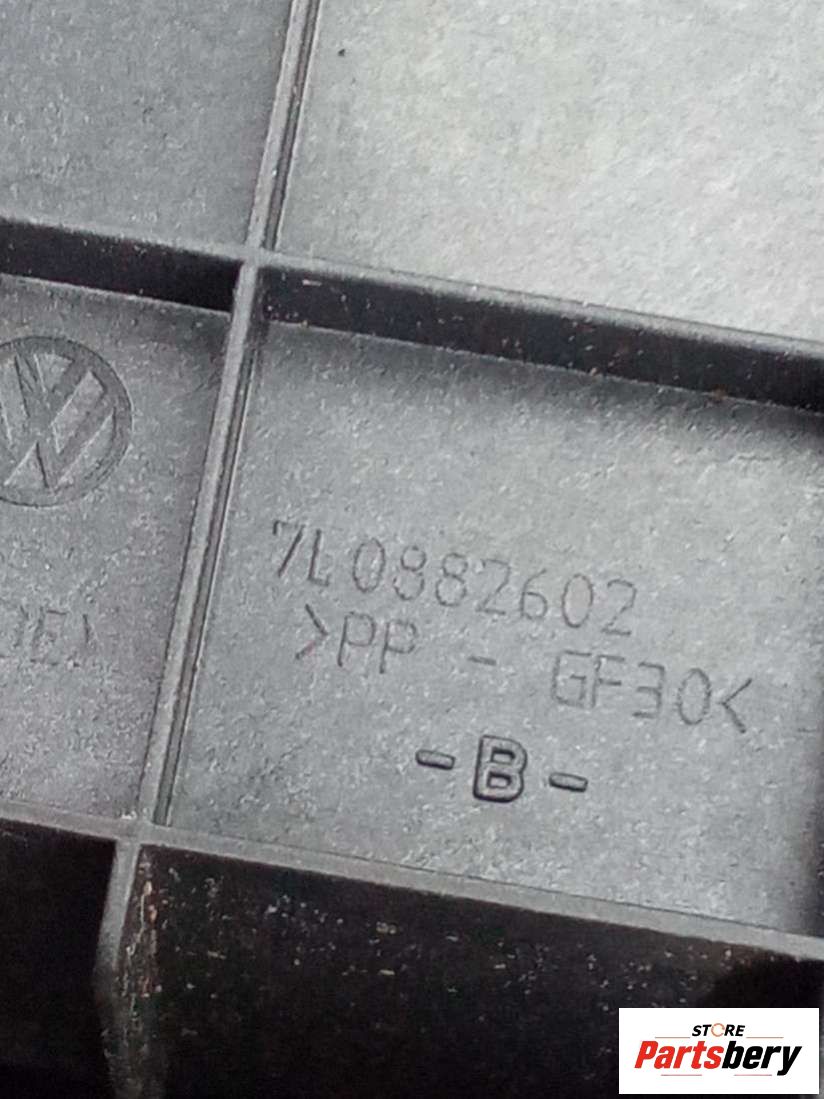 7L0882602
>PP - GF30<
-B-
STORE
Partsbery